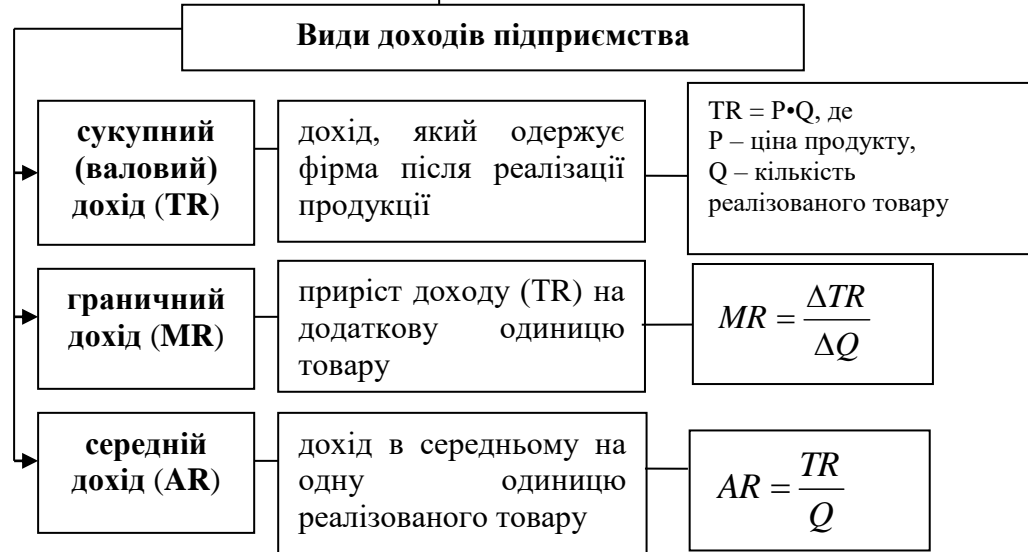 Види доходів підприємства
сукупний
(валовий)
дохід (TR)
дохід, який одержує
фірма після реалізації
продукції
TR = P•Q, де
P – ціна продукту,
Q – кількість
реалізованого товару
граничний
дохід (MR)
приріст доходу (TR) на
додаткову одиницю
товару
MR = ΔTR / ΔQ
середній
дохід (AR)
дохід в середньому на
одну одиницю
реалізованого товару
AR = TR / Q